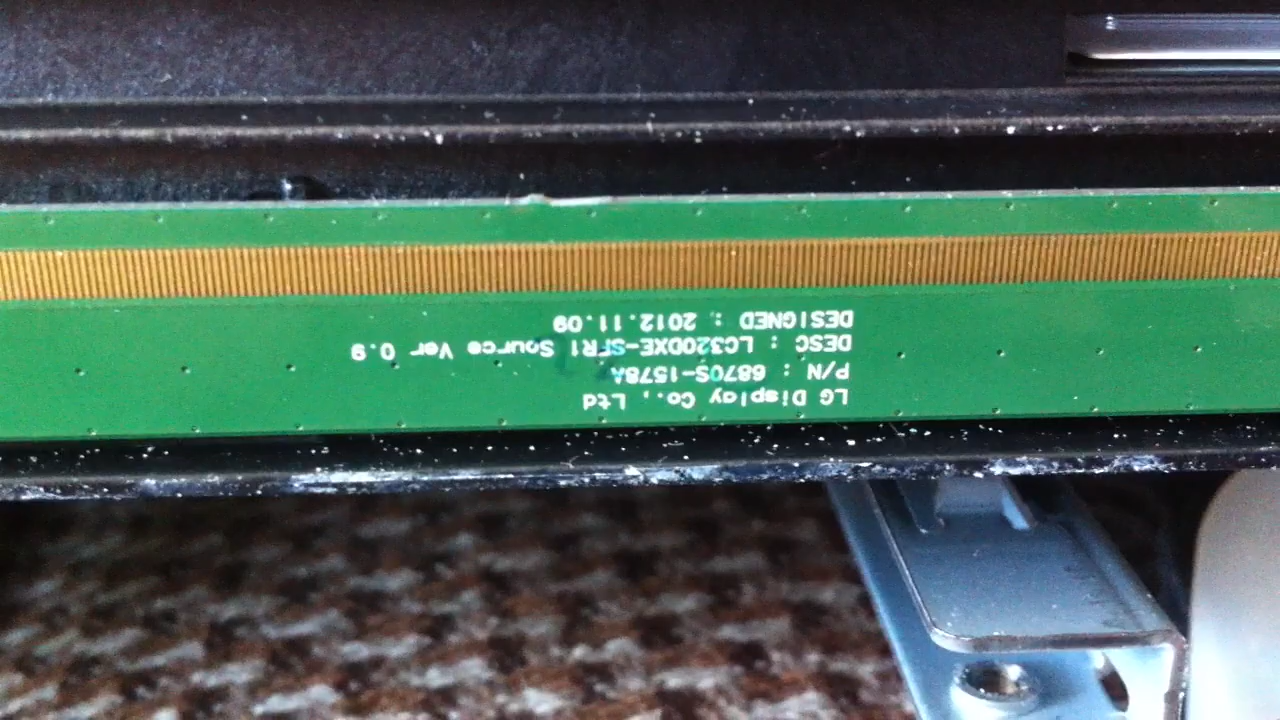 LG Display Co., Ltd
P/N : 6870S-1578A
DESC : LC320DXE-SFR1 Source Ver 0.9
DESIGNED : 2012.11.09